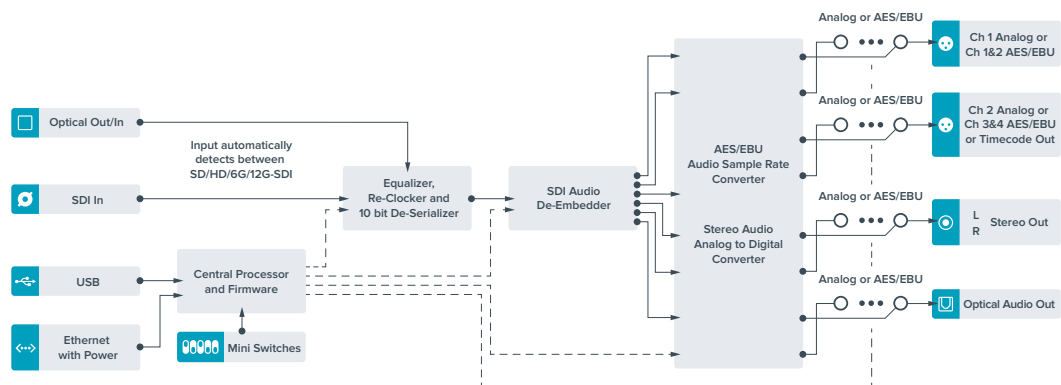 Analog or AES/EBU
Ch 1 Analog or
Ch 1&2 AES/EBU
Optical Out/In
Analog or AES/EBU
Ch 2 Analog or
Ch 3&4 AES/EBU
or Timecode Out
Input automatically
detects between
SD/HD/6G/12G-SDI
AES/EBU
Audio Sample Rate
Converter
SDI In
Equalizer,
Re-Clocker and
10 bit De-Serializer
SDI Audio
De-Embedder
Analog or AES/EBU
L
R
Stereo Out
Stereo Audio
Analog to Digital
Converter
USB
Central Processor
and Firmware
Analog or AES/EBU
Optical Audio Out
Ethernet
with Power
Mini Switches